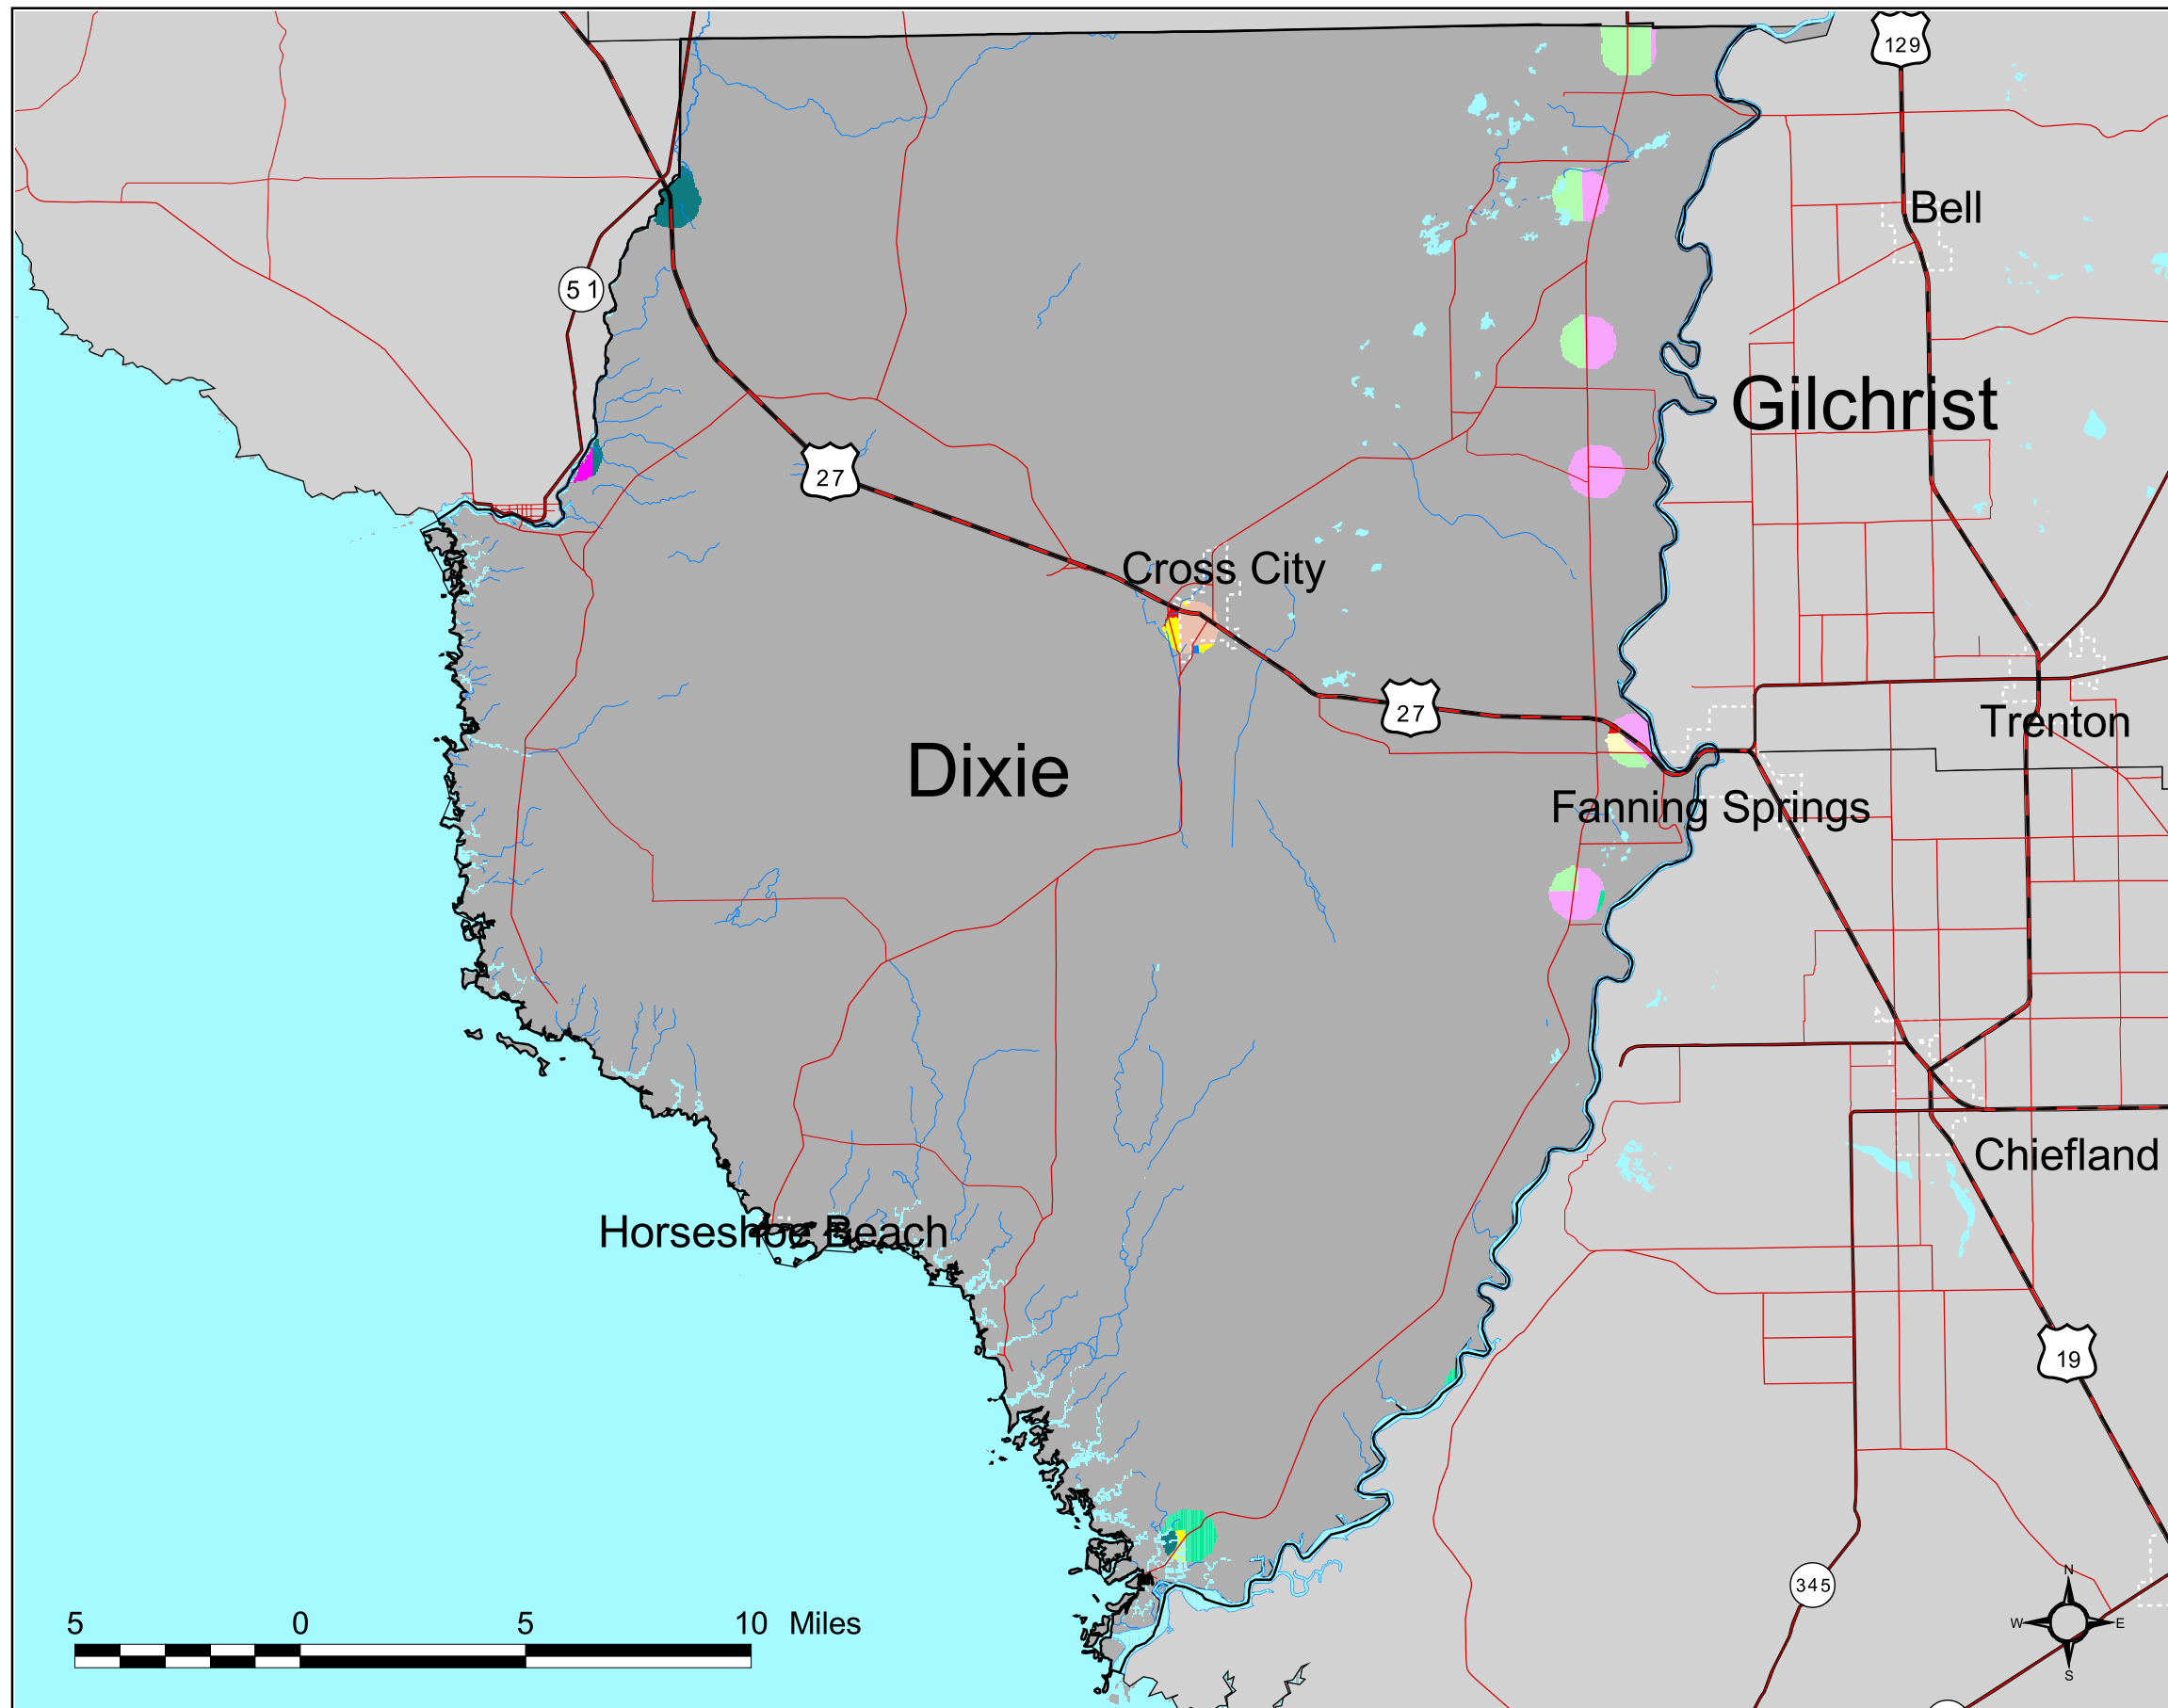 129
Bell
51
Gilchrist
27
Cross City
27
Trenton
Dixie
Fanning Springs
Chiefland
Horseshoe Beach
19
345
N
W
E
S
5 0 5 10 Miles